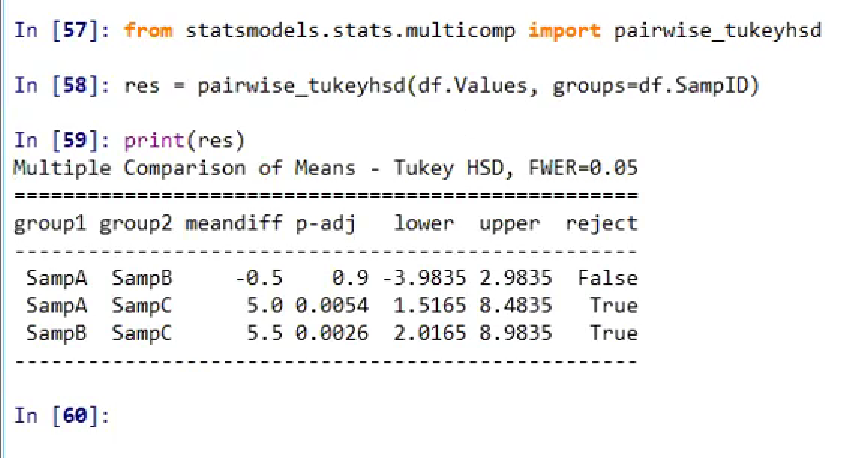 In [57]: from statsmodels.stats.multicomp import pairwise_tukeyhsd
In [58]: res = pairwise_tukeyhsd(df.Values, groups=df.SampID)
In [59]: print(res)
Multiple Comparison of Means - Tukey HSD, FWER=0.05
===================================================
group1 group2 meandiff p-adj   lower  upper  reject
---------------------------------------------------
 SampA  SampB     -0.5    0.9 -3.9835 2.9835  False
 SampA  SampC      5.0 0.0054  1.5165 8.4835   True
 SampB  SampC      5.5 0.0026  2.0165 8.9835   True
---------------------------------------------------
In [60]: